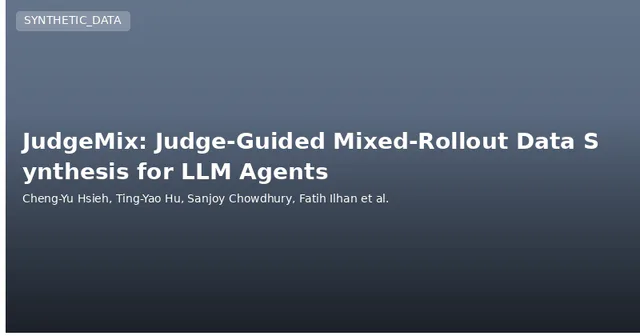 SYNTHETIC_DATA
JudgeMix: Judge-Guided Mixed-Rollout Data S
ynthesis for LLM Agents
Cheng-Yu Hsieh, Ting-Yao Hu, Sanjoy Chowdhury, Fatih Ilhan et al.